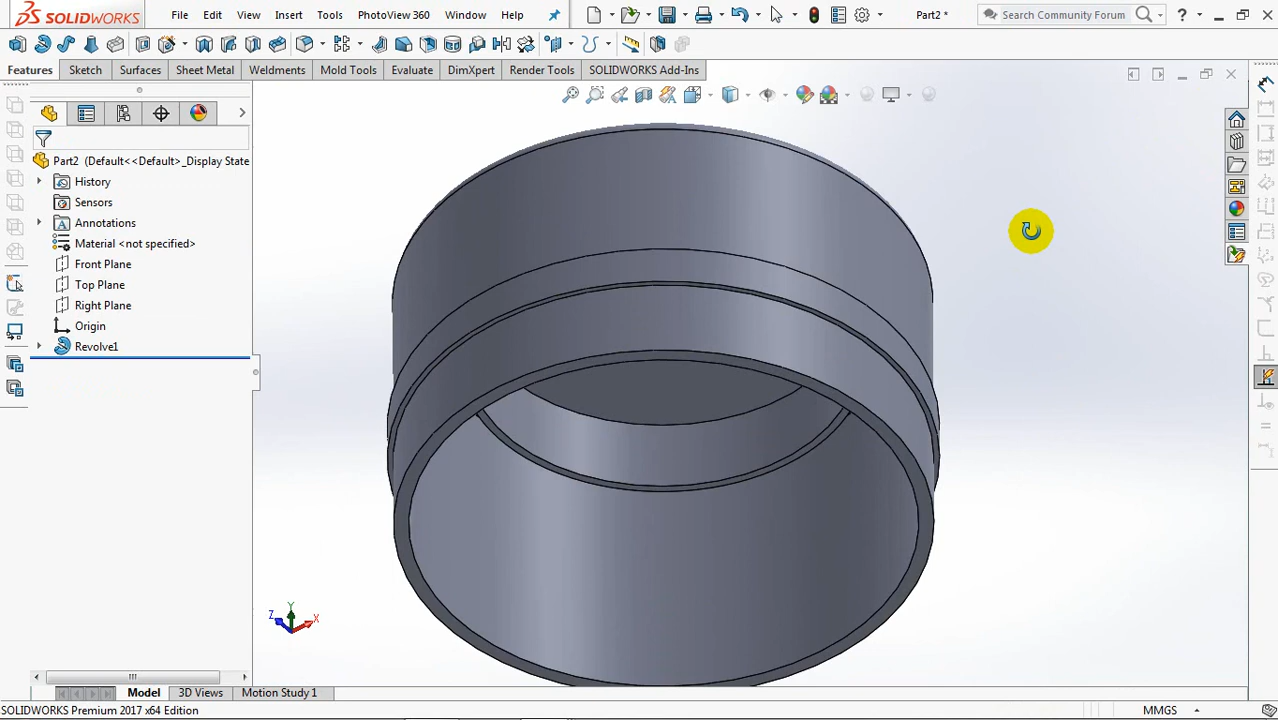 SOLIDWORKS File Edit View Insert Tools PhotoView 360 Window Help Part2 * Search Community Forum ?
Features Sketch Surfaces Sheet Metal Weldments Mold Tools Evaluate DimXpert Render Tools SOLIDWORKS Add-Ins
Part2 (Default<<Default>_Display State
History
Sensors
Annotations
Material <not specified>
Front Plane
Top Plane
Right Plane
Origin
Revolve1
Y
Z X
Model 3D Views Motion Study 1
SOLIDWORKS Premium 2017 x64 Edition MMGS